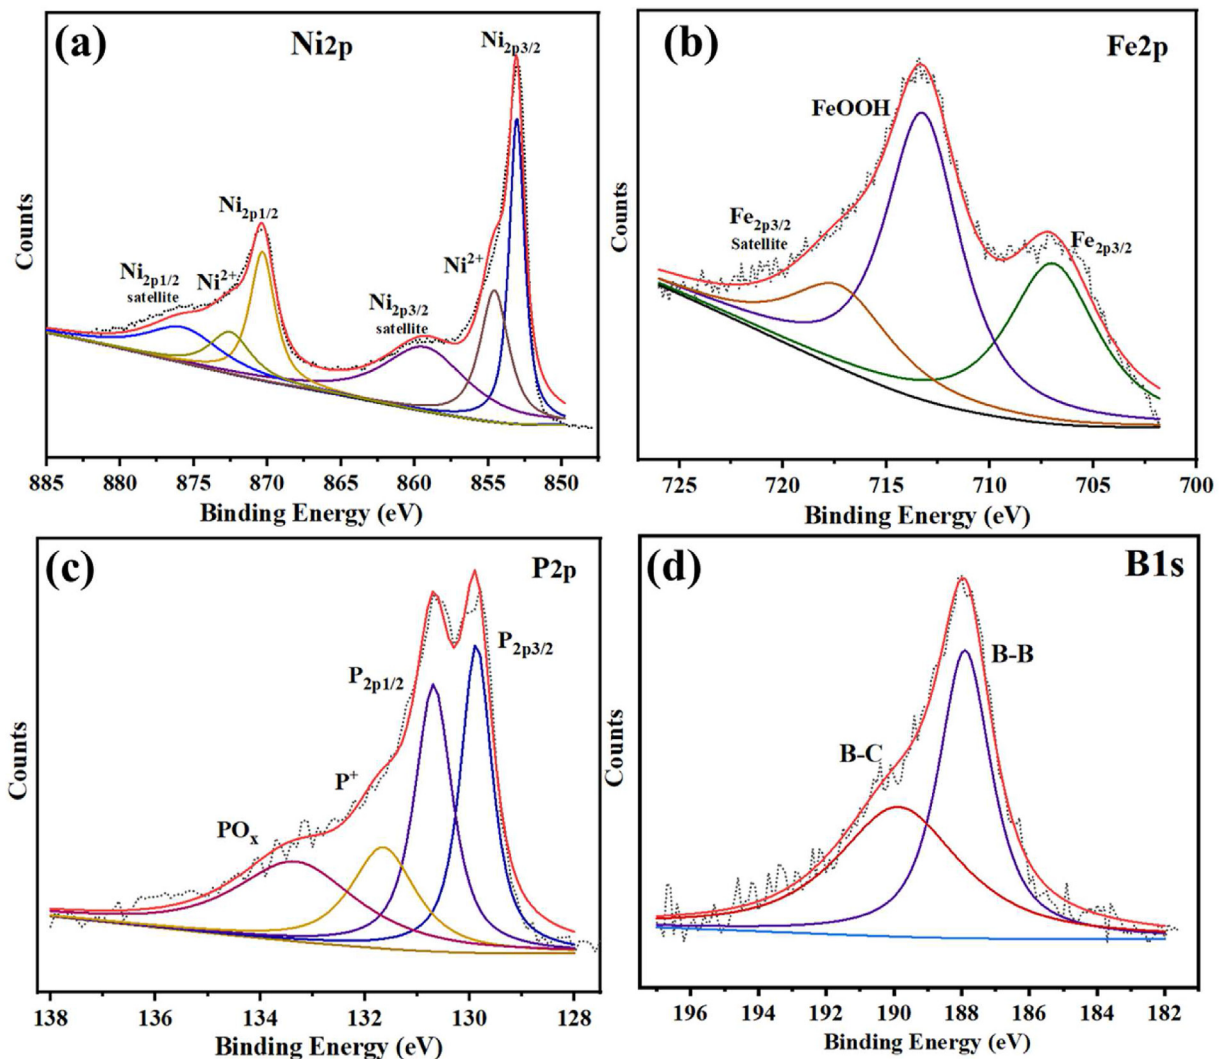 (a)
Ni2p
Ni2p3/2
Ni2p1/2
Ni2p1/2
satellite
Ni2+
Ni2p3/2
satellite
Ni2+
Counts
885 880 875 870 865 860 855 850
Binding Energy (eV)
(b)
Fe2p
FeOOH
Fe2p3/2
Satellite
Fe2p3/2
Counts
725 720 715 710 705 700
Binding Energy (eV)
(c)
P2p
P2p3/2
P2p1/2
P+
POx
Counts
138 136 134 132 130 128
Binding Energy (eV)
(d)
B1s
B-B
B-C
Counts
196 194 192 190 188 186 184 182
Binding Energy (eV)